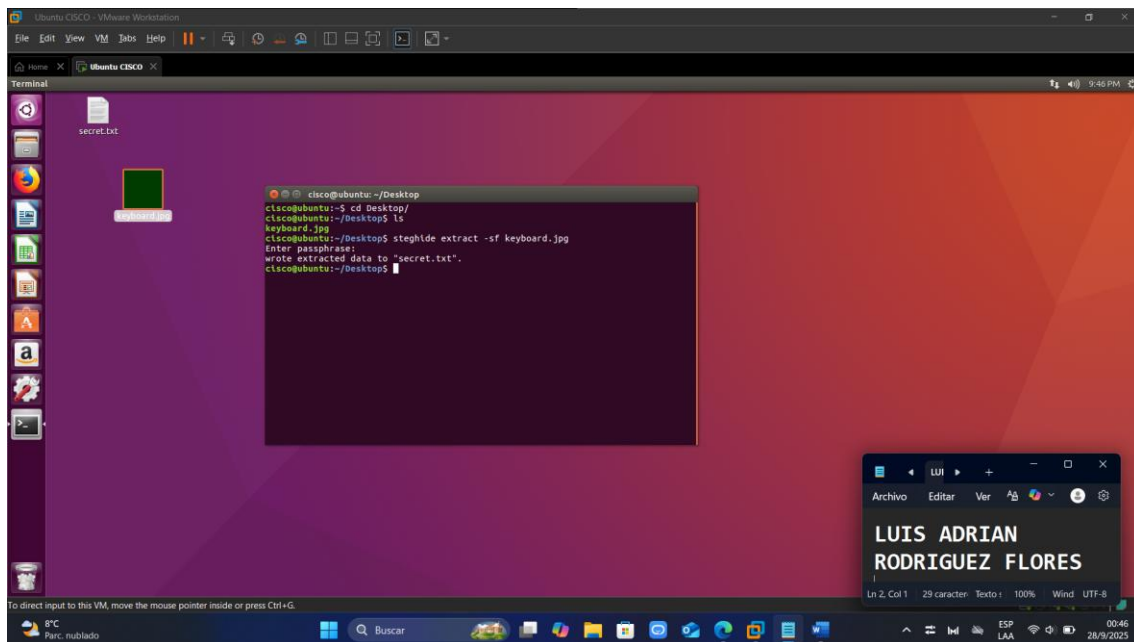 Ubuntu CISCO - VMware Workstation
File Edit View VM Tabs Help
Home Ubuntu CISCO
Terminal 9:46 PM
secret.txt
keyboard.jpg
cisco@ubuntu: ~/Desktop
cisco@ubuntu:~$ cd Desktop/
cisco@ubuntu:~/Desktop$ ls
keyboard.jpg
cisco@ubuntu:~/Desktop$ steghide extract -sf keyboard.jpg
Enter passphrase:
wrote extracted data to "secret.txt".
cisco@ubuntu:~/Desktop$
LUI
Archivo Editar Ver
LUIS ADRIAN
RODRIGUEZ FLORES
Ln 2, Col 1 29 caracter Texto 100% Wind UTF-8
To direct input to this VM, move the mouse pointer inside or press Ctrl+G.
8°C
Parc. nublado
Buscar
ESP
LAA
00:46
28/9/2025